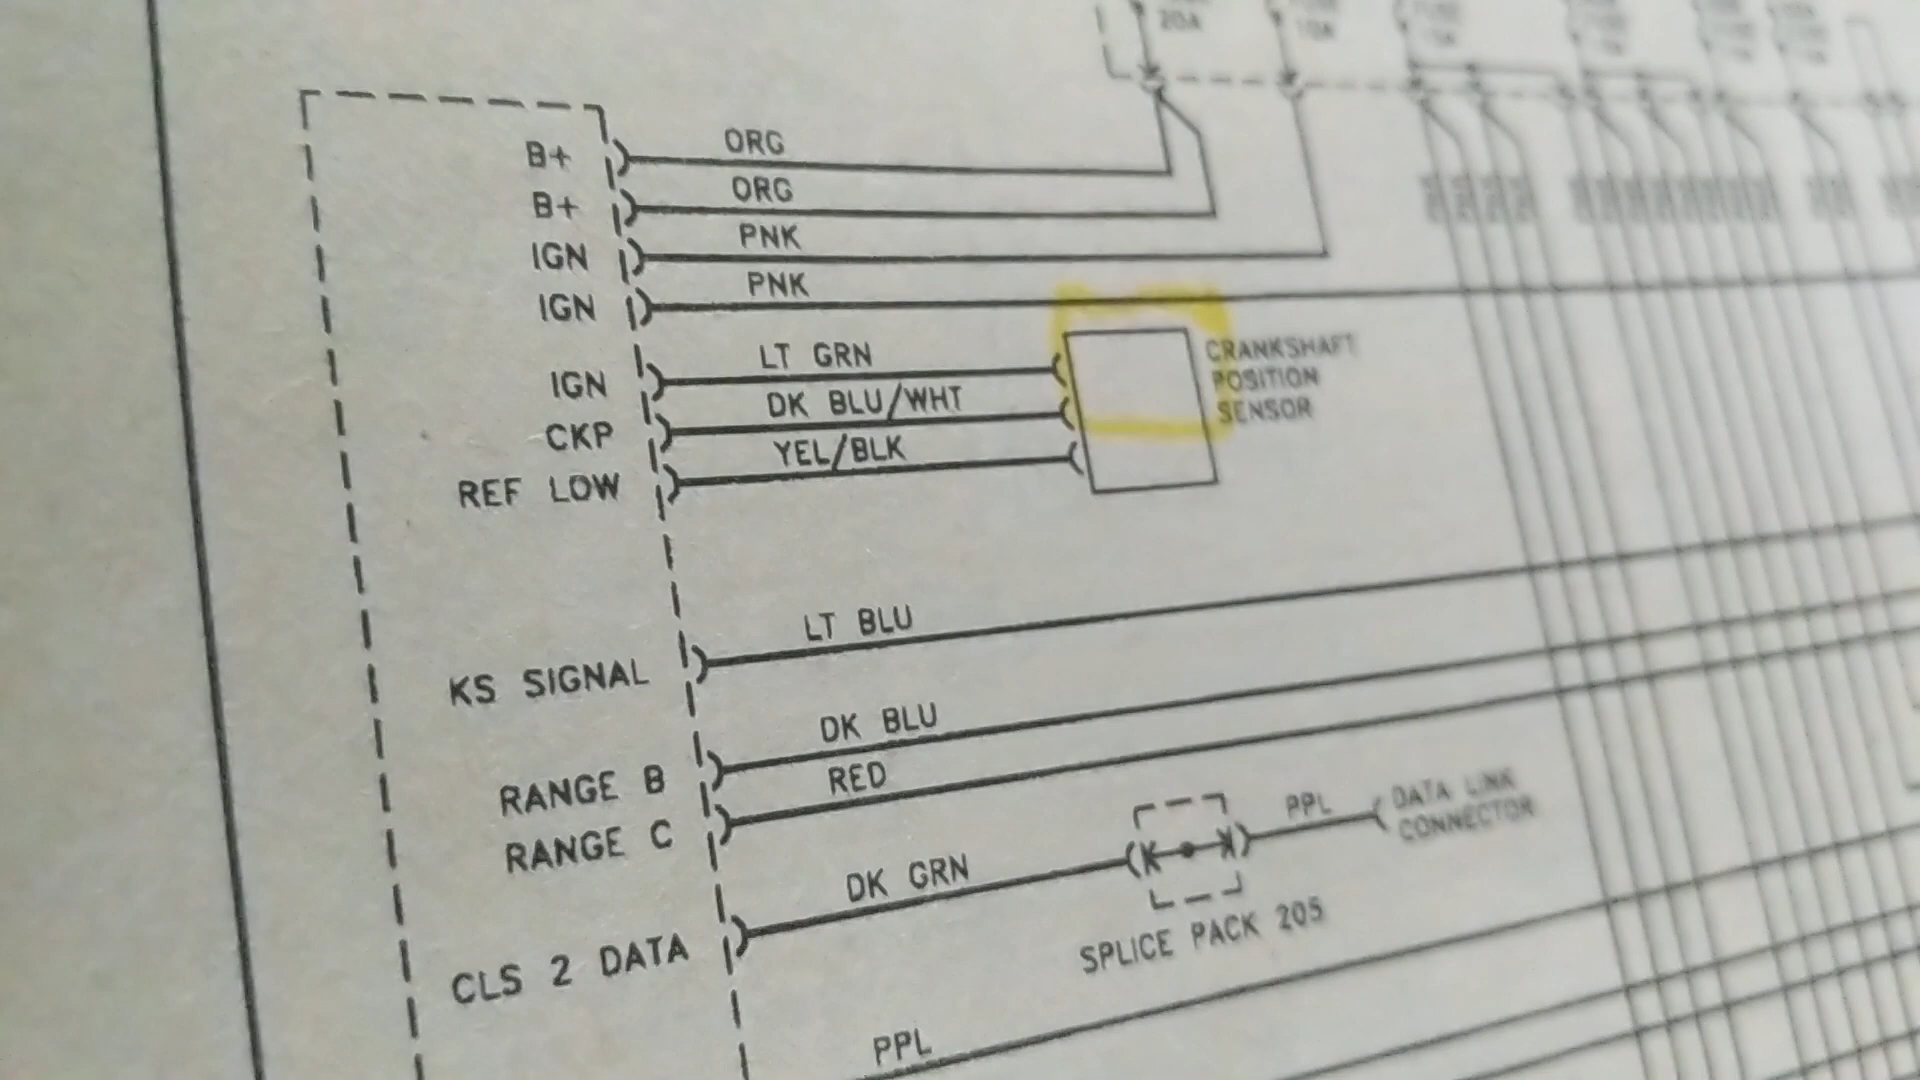 20A
10A
B+ ORG
B+ ORG
IGN PNK
IGN PNK
IGN LT GRN
CKP DK BLU/WHT
REF LOW YEL/BLK
CRANKSHAFT
POSITION
SENSOR
KS SIGNAL LT BLU
RANGE B DK BLU
RANGE C RED
CLS 2 DATA DK GRN
PPL
DATA LINK
CONNECTOR
SPLICE PACK 205
PPL